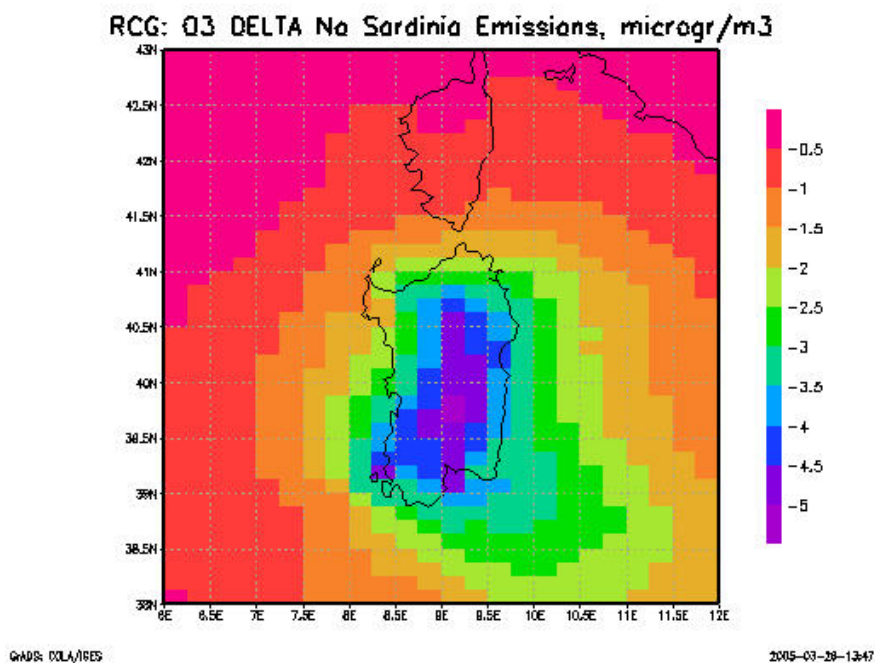 RCG: O3 DELTA No Sardinia Emissions, microgr/m3
43N
42.5N
42N
41.5N
41N
40.5N
40N
39.5N
39N
38.5N
38N
6E 6.5E 7E 7.5E 8E 8.5E 9E 9.5E 10E 10.5E 11E 11.5E 12E
-0.5
-1
-1.5
-2
-2.5
-3
-3.5
-4
-4.5
-5
GrADS: COLA/IGES
2005-03-28-13:47